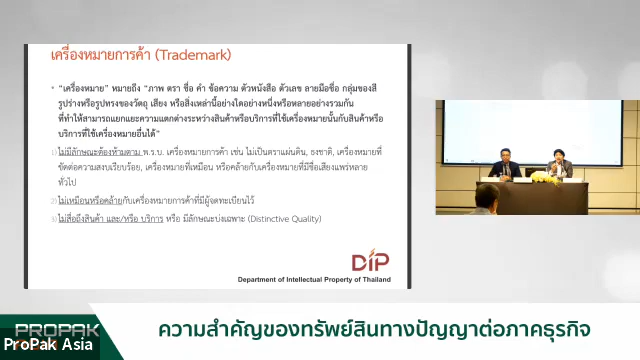 เครื่องหมายการค้า (Trademark)
• "เครื่องหมาย" หมายถึง "ภาพ ตรา ชื่อ คำ ข้อความ ตัวหนังสือ ตัวเลข ลายมือชื่อ กลุ่มของสี
รูปร่างหรือรูปทรงของวัตถุ เสียง หรือสิ่งเหล่านี้อย่างใดอย่างหนึ่งหรือหลายอย่างรวมกัน
ที่ทำให้สามารถแยกแยะความแตกต่างระหว่างสินค้าหรือบริการที่ใช้เครื่องหมายนั้นกับสินค้าหรือ
บริการที่ใช้เครื่องหมายอื่นได้"
1) ไม่มีลักษณะต้องห้ามตาม พ.ร.บ. เครื่องหมายการค้า เช่น ไม่เป็นตราแผ่นดิน, ธงชาติ, เครื่องหมายที่
ขัดต่อความสงบเรียบร้อย, เครื่องหมายที่เหมือน หรือคล้ายกับเครื่องหมายที่มีชื่อเสียงแพร่หลาย
ทั่วไป
2) ไม่เหมือนหรือคล้ายกับเครื่องหมายการค้าที่มีผู้จดทะเบียนไว้
3) ไม่สื่อถึงสินค้า และ/หรือ บริการ หรือ มีลักษณะบ่งเฉพาะ (Distinctive Quality)
DIP
Department of Intellectual Property of Thailand
PROPAK
ProPak Asia
ความสำคัญของทรัพย์สินทางปัญญาต่อภาคธุรกิจ